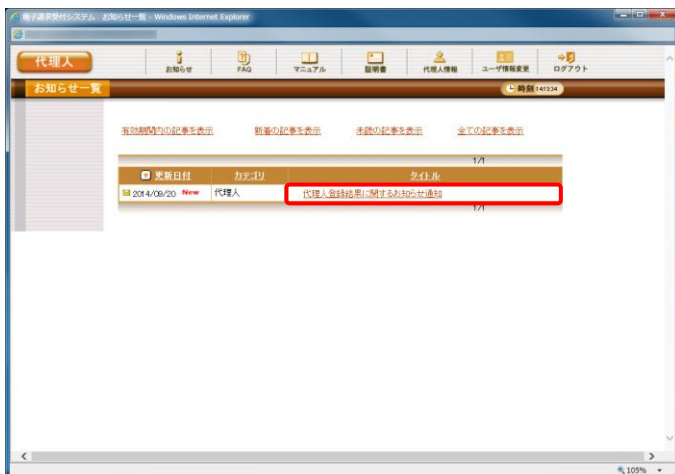 電子請求受付システム お知らせ一覧 - Windows Internet Explorer
代理人
お知らせ
FAQ
マニュアル
証明書
代理人情報
ユーザ情報変更
ログアウト
お知らせ一覧
時刻 14:12:34
有効期間内の記事を表示 新着の記事を表示 未読の記事を表示 全ての記事を表示
1/1
更新日付 カテゴリ タイトル
2014/09/20 New 代理人 代理人登録結果に関するお知らせ通知
1/1
105%